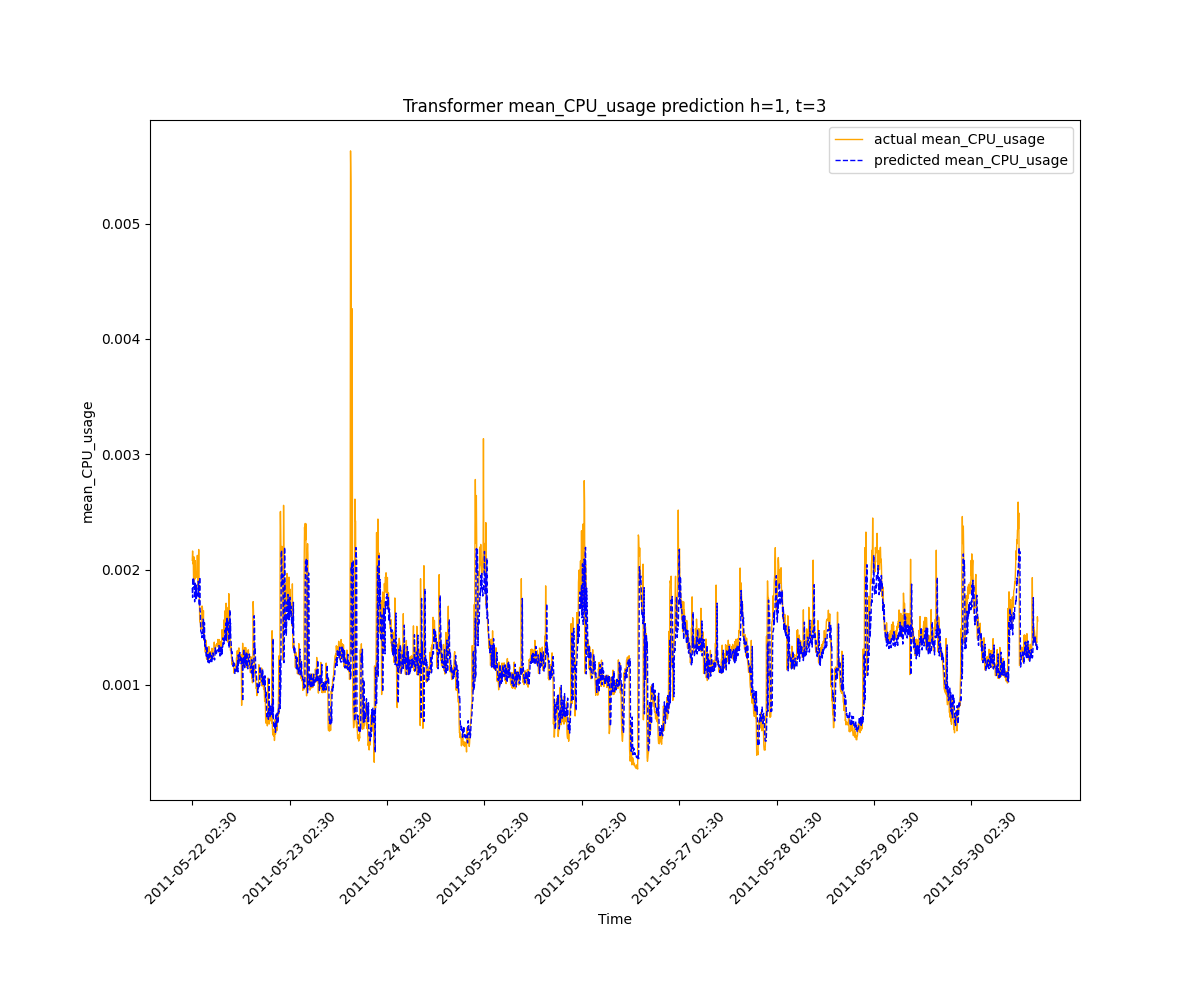 Transformer mean_CPU_usage prediction h=1, t=3
actual mean_CPU_usage
predicted mean_CPU_usage
0.005
0.004
0.003
0.002
0.001
mean_CPU_usage
2011-05-22 02:30
2011-05-23 02:30
2011-05-24 02:30
2011-05-25 02:30
2011-05-26 02:30
2011-05-27 02:30
2011-05-28 02:30
2011-05-29 02:30
2011-05-30 02:30
Time